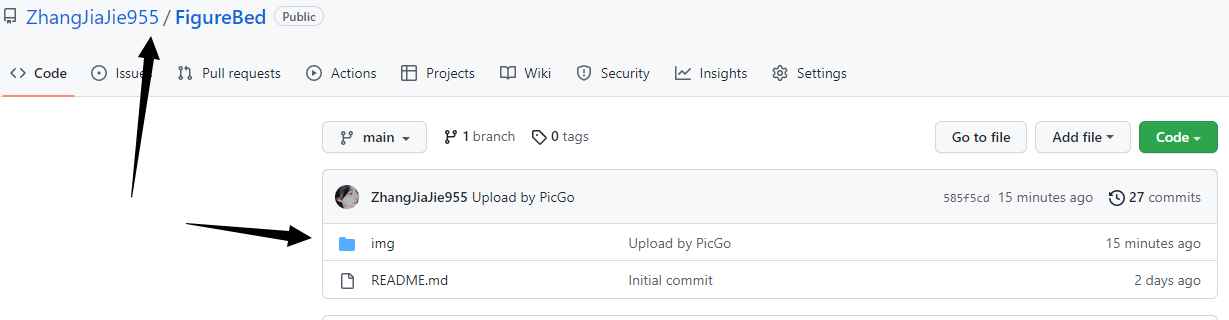 ZhangJiaJie955 / FigureBed Public
Code Issues Pull requests Actions Projects Wiki Security Insights Settings
main 1 branch 0 tags Go to file Add file Code
ZhangJiaJie955 Upload by PicGo 585f5cd 15 minutes ago 27 commits
img Upload by PicGo 15 minutes ago
README.md Initial commit 2 days ago